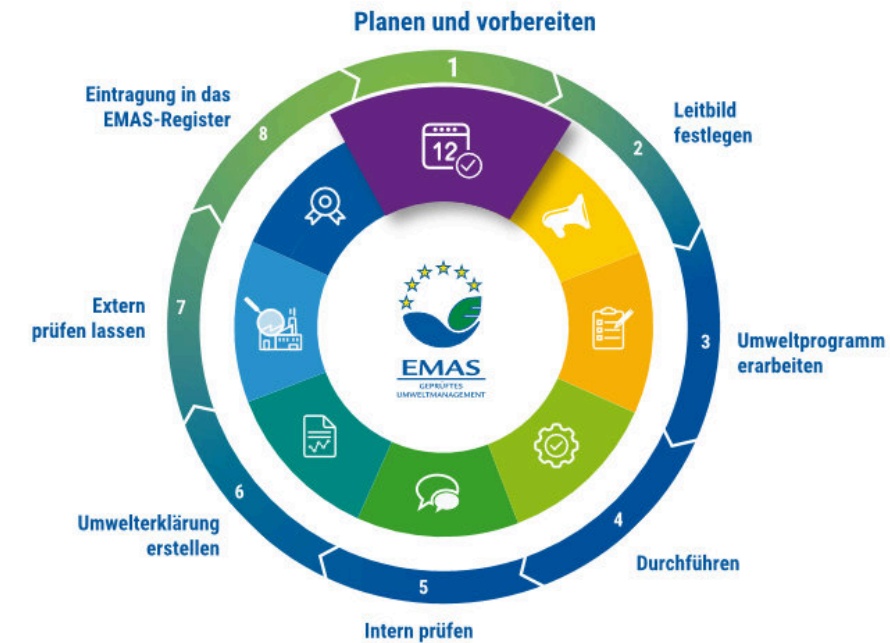 Planen und vorbereiten
1
Leitbild
festlegen
2
3
Umweltprogramm
erarbeiten
4
Durchführen
5
Intern prüfen
6
Umwelterklärung
erstellen
7
Extern
prüfen lassen
8
Eintragung in das
EMAS-Register
12
EMAS
GEPRÜFTES
UMWELTMANAGEMENT